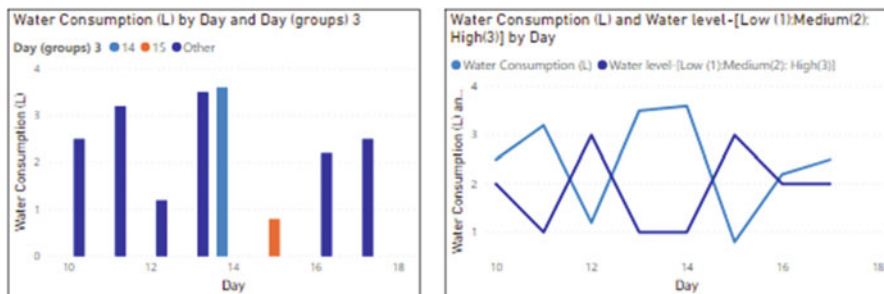 Water Consumption (L) by Day and Day (groups) 3
Day (groups) 3 14 15 Other
4
3
2
1
0
Water Consumption (L)
10 12 14 16 18
Day
Water Consumption (L) and Water level-[Low (1):Medium(2):
High(3)] by Day
Water Consumption (L) Water level-[Low (1):Medium(2): High(3)]
4
3
2
1
Water Consumption (L) an...
10 12 14 16 18
Day